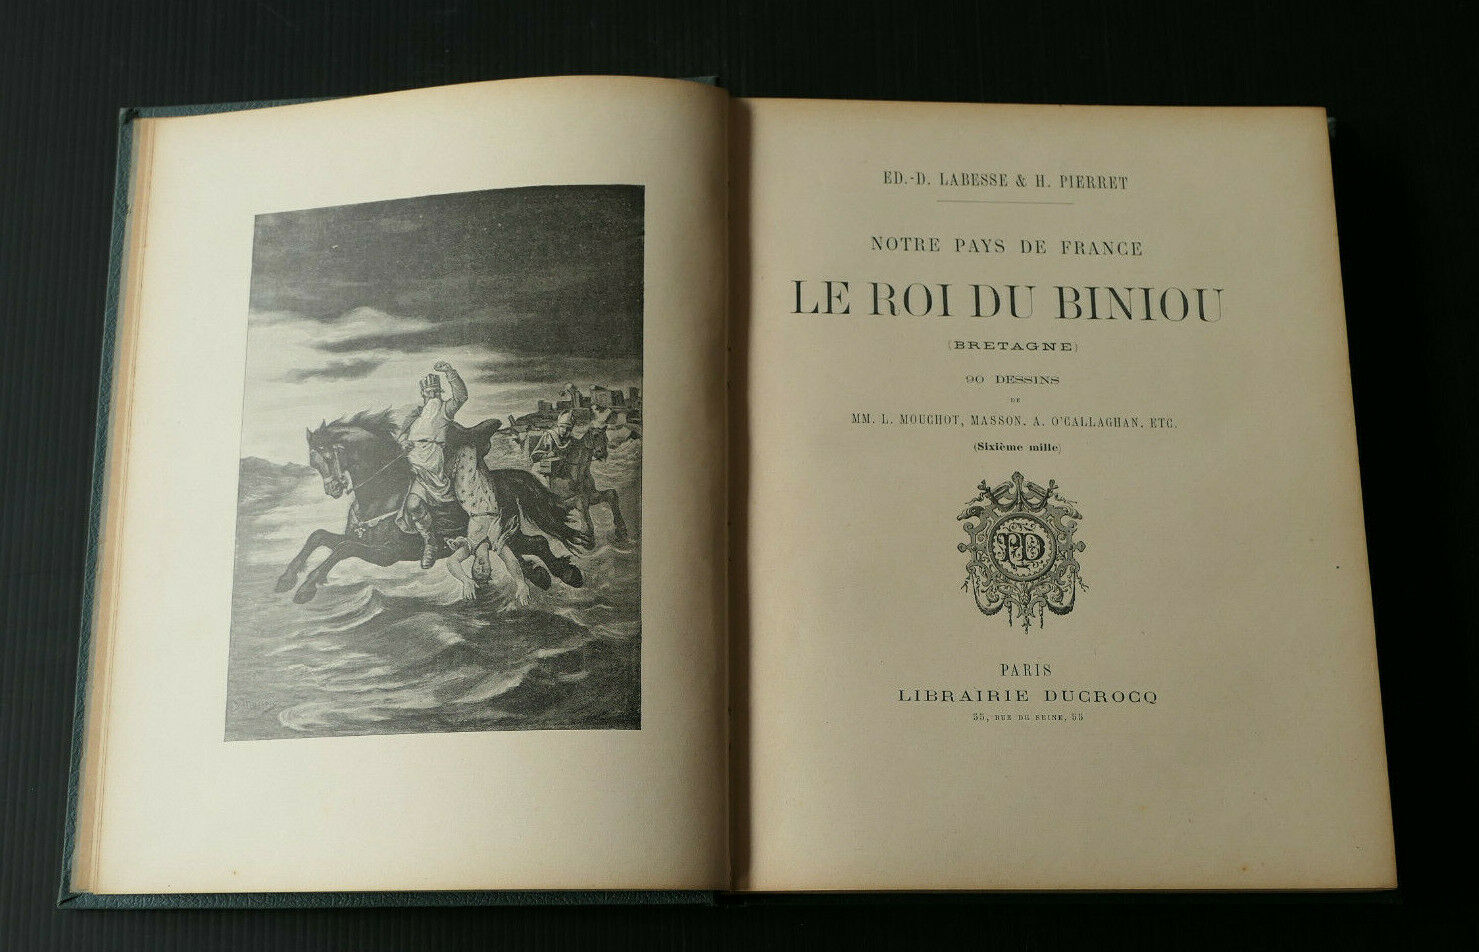 ED.-D. LABESSE & H. PIERRET
NOTRE PAYS DE FRANCE
LE ROI DU BINIOU
(BRETAGNE)
90 DESSINS
DE
MM. L. MOUCHOT, MASSON, A. O'CALLAGHAN, ETC.
(Sixième mille)
PD
PARIS
LIBRAIRIE DUCROCQ
55, RUE DE SEINE, 55